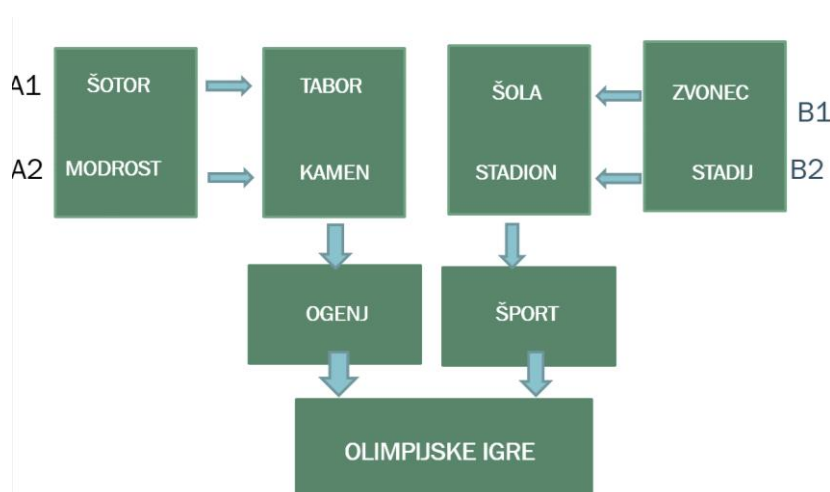 A1 ŠOTOR TABOR ŠOLA ZVONEC B1
A2 MODROST KAMEN STADION STADIJ B2
OGENJ ŠPORT
OLIMPIJSKE IGRE